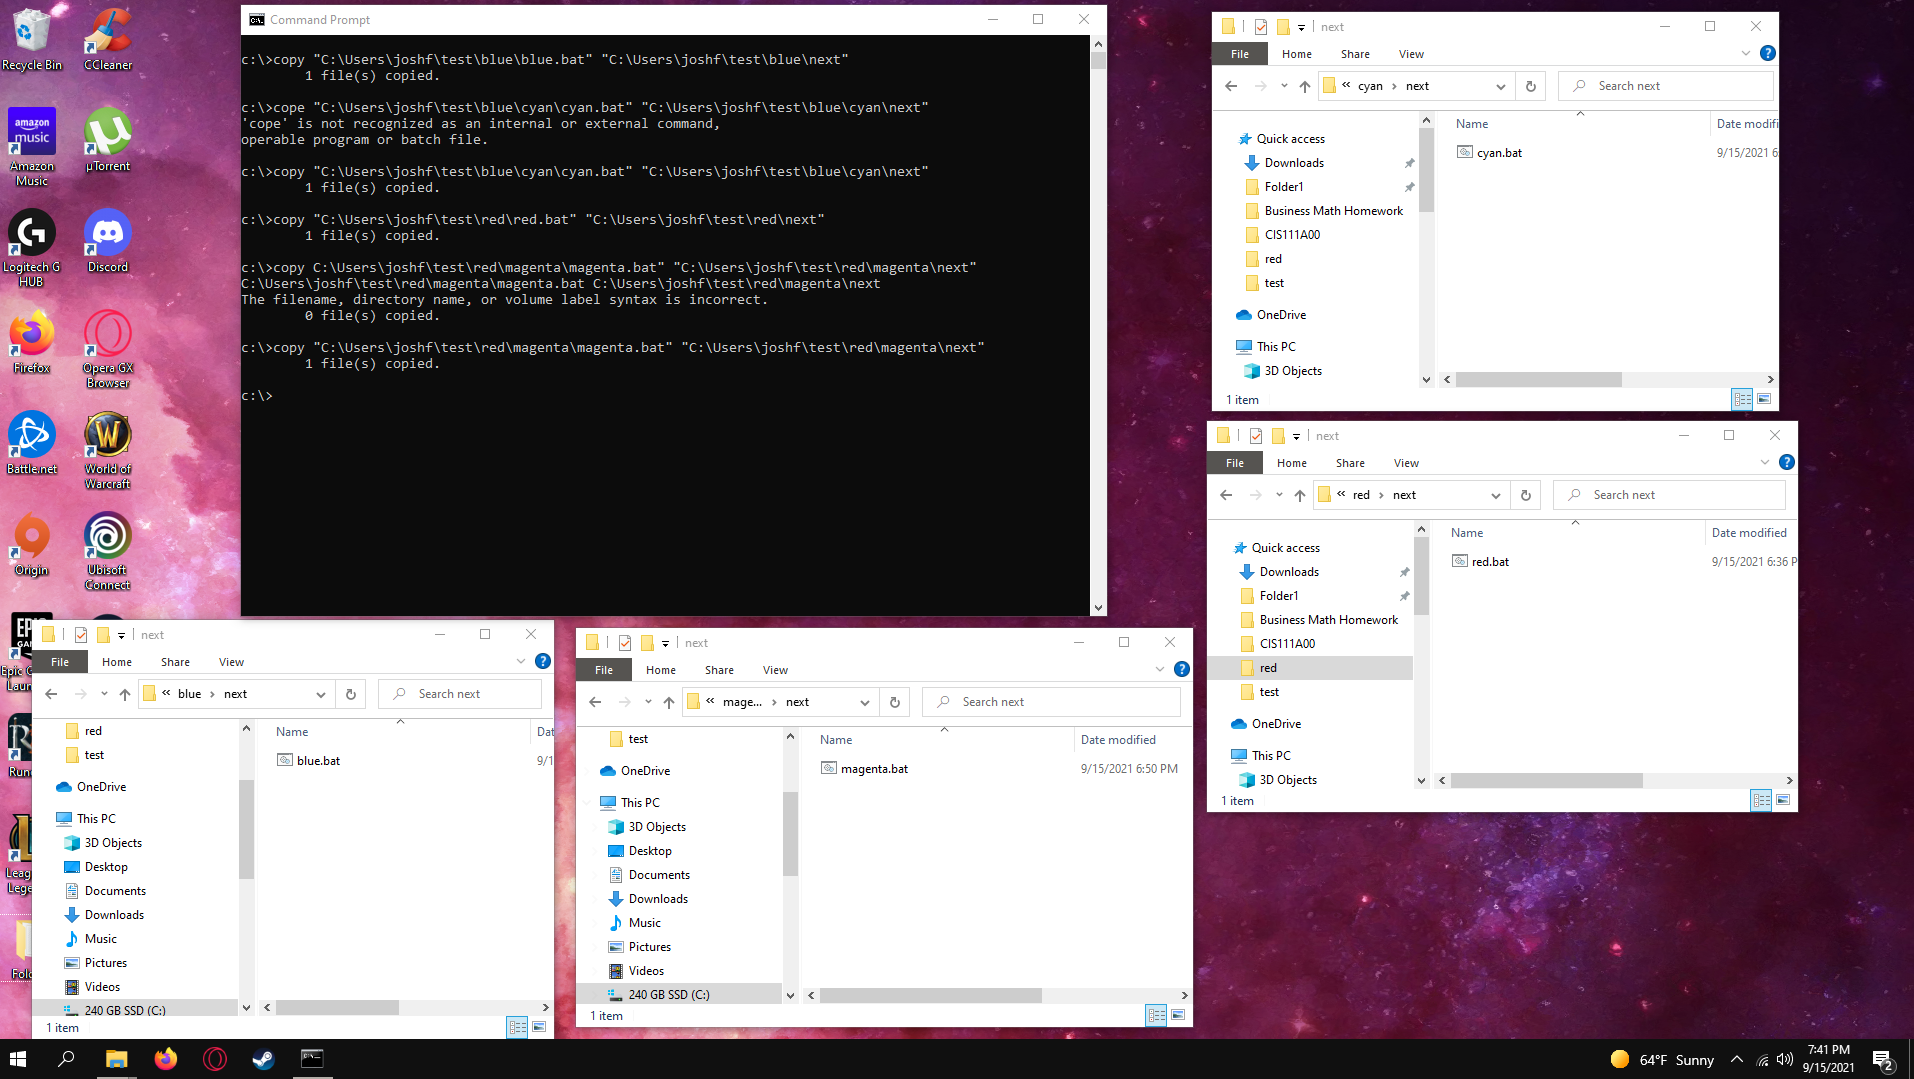 Recycle Bin
CCleaner
amazon
music
Amazon
Music
µTorrent
Logitech G
HUB
Discord
Firefox
Opera GX
Browser
Battle.net
World of
Warcraft
Origin
Ubisoft
Connect
Command Prompt
c:\>copy "C:\Users\joshf\test\blue\blue.bat" "C:\Users\joshf\test\blue\next"
1 file(s) copied.
c:\>cope "C:\Users\joshf\test\blue\cyan\cyan.bat" "C:\Users\joshf\test\blue\cyan\next"
'cope' is not recognized as an internal or external command,
operable program or batch file.
c:\>copy "C:\Users\joshf\test\blue\cyan\cyan.bat" "C:\Users\joshf\test\blue\cyan\next"
1 file(s) copied.
c:\>copy "C:\Users\joshf\test\red\red.bat" "C:\Users\joshf\test\red\next"
1 file(s) copied.
c:\>copy C:\Users\joshf\test\red\magenta\magenta.bat" "C:\Users\joshf\test\red\magenta\next"
C:\Users\joshf\test\red\magenta\magenta.bat C:\Users\joshf\test\red\magenta\next
The filename, directory name, or volume label syntax is incorrect.
0 file(s) copied.
c:\>copy "C:\Users\joshf\test\red\magenta\magenta.bat" "C:\Users\joshf\test\red\magenta\next"
1 file(s) copied.
c:\>
next
File Home Share View
« cyan › next
Search next
Name Date modifi
Quick access
Downloads
Folder1
Business Math Homework
CIS111A00
red
test
OneDrive
This PC
3D Objects
cyan.bat 9/15/2021 6:
1 item
next
File Home Share View
« red › next
Search next
Name Date modified
Quick access
Downloads
Folder1
Business Math Homework
CIS111A00
red
test
OneDrive
This PC
3D Objects
red.bat 9/15/2021 6:36 P
1 item
next
File Home Share View
« blue › next
Search next
Name Dat
red
test
OneDrive
This PC
3D Objects
Desktop
Documents
Downloads
Music
Pictures
Videos
240 GB SSD (C:)
blue.bat 9/1
1 item
next
File Home Share View
« mage... › next
Search next
Name Date modified
test
OneDrive
This PC
3D Objects
Desktop
Documents
Downloads
Music
Pictures
Videos
240 GB SSD (C:)
magenta.bat 9/15/2021 6:50 PM
1 item
64°F Sunny
7:41 PM
9/15/2021
2